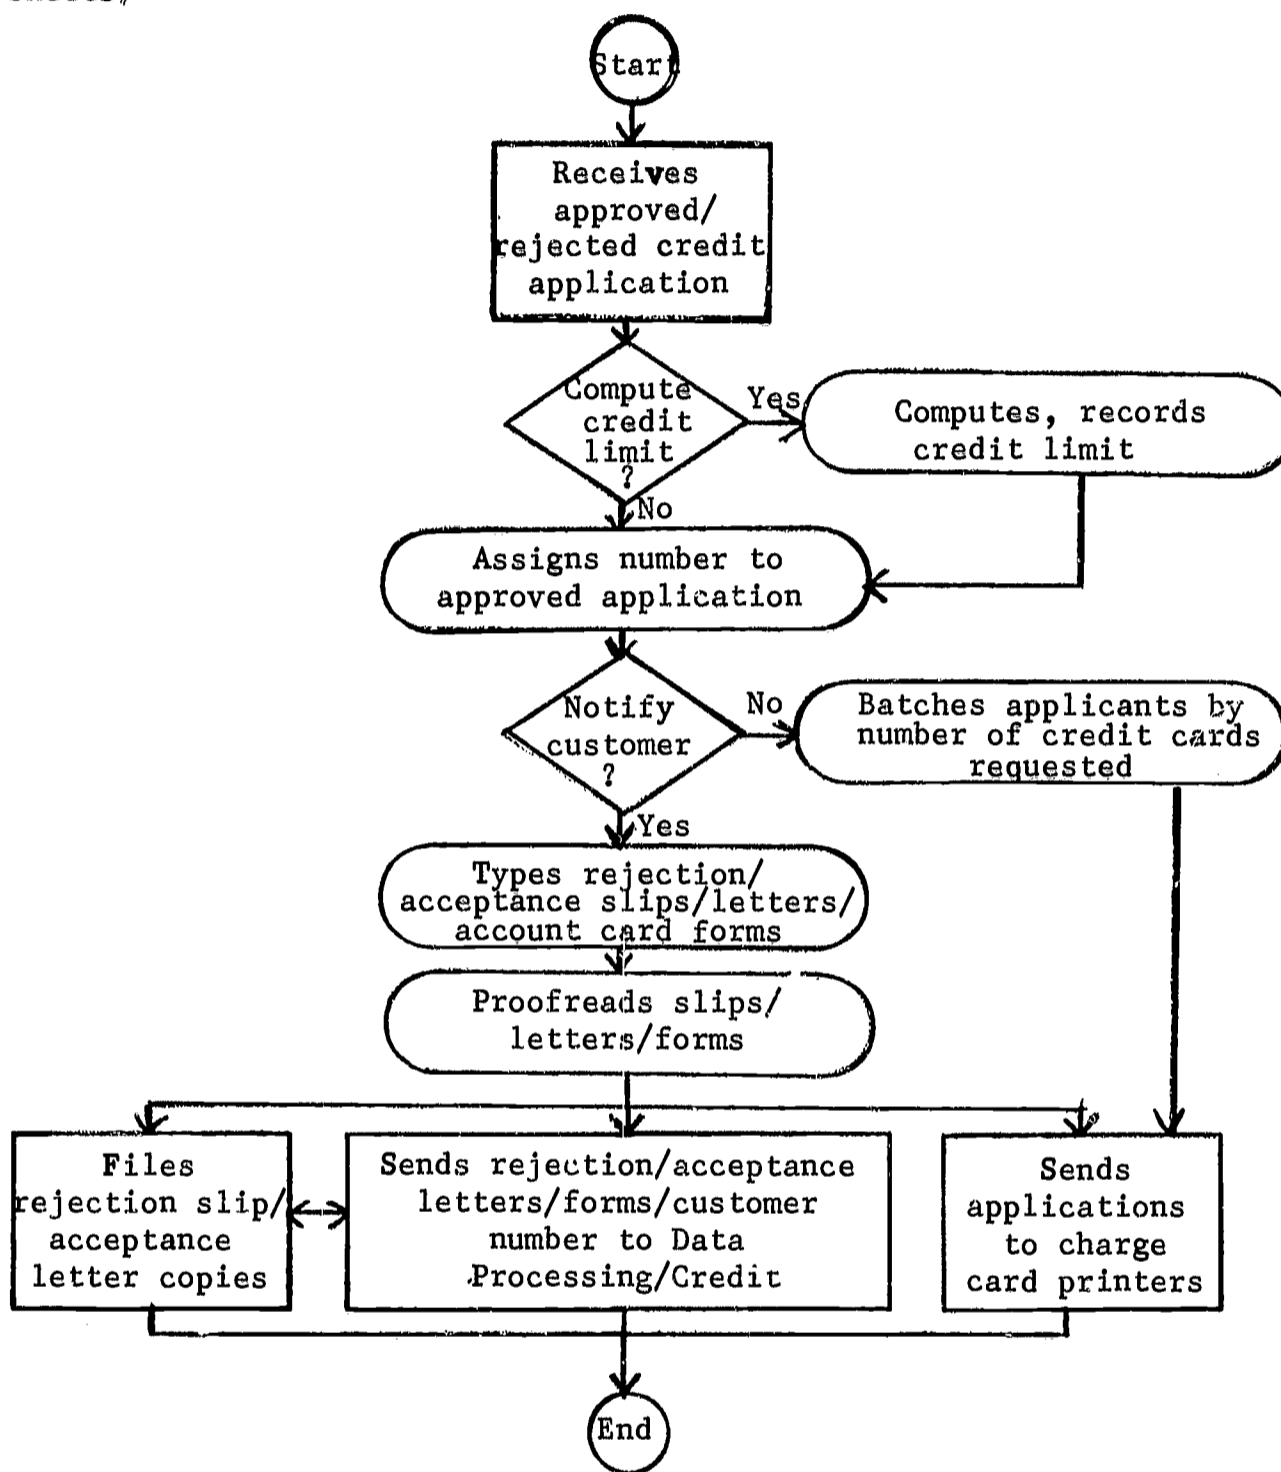 Start
Receives
approved/
rejected credit
application
Compute
credit
limit
?
Yes
Computes, records
credit limit
No
Assigns number to
approved application
Notify
customer
?
No
Batches applicants by
number of credit cards
requested
Yes
Types rejection/
acceptance slips/letters/
account card forms
Proofreads slips/
letters/forms
Files
rejection slip/
acceptance
letter copies
Sends rejection/acceptance
letters/forms/customer
number to Data
Processing/Credit
Sends
applications
to charge
card printers
End